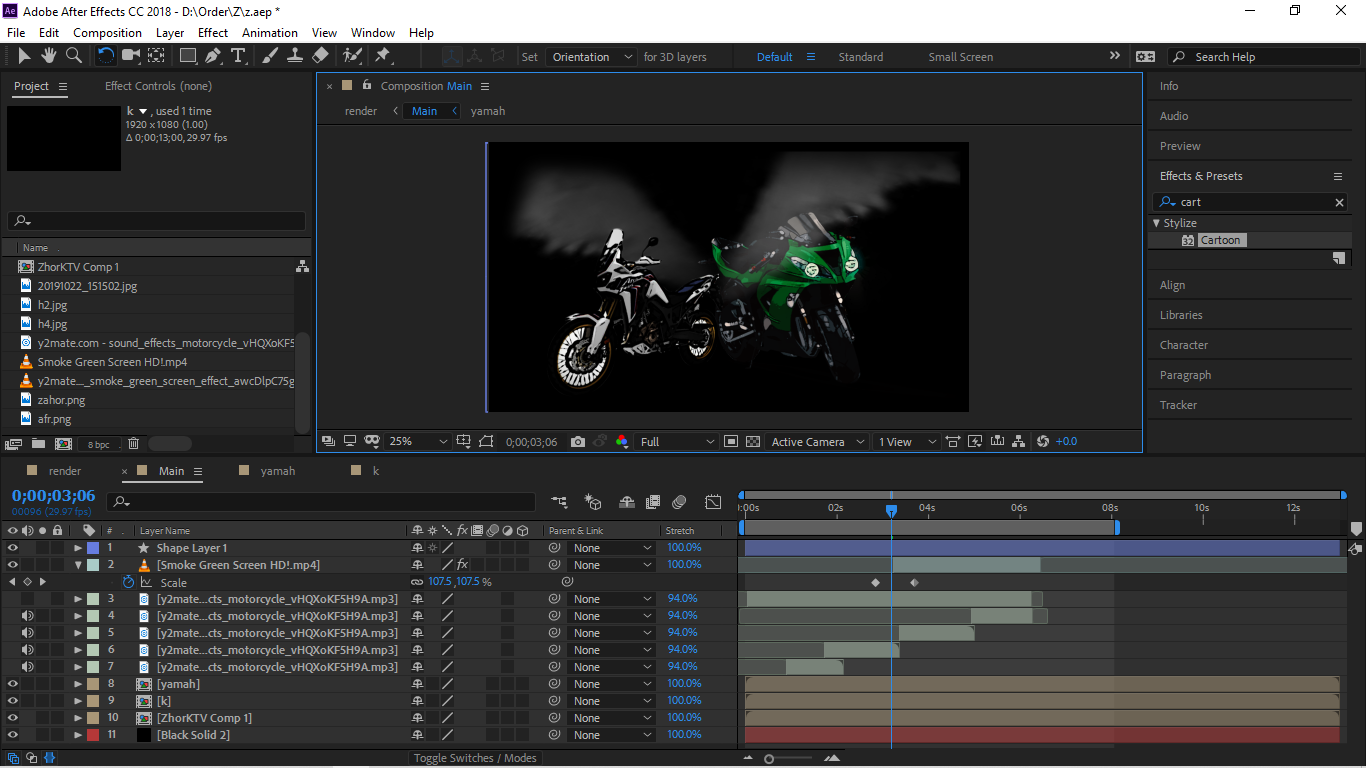 Ae Adobe After Effects CC 2018 - D:\Order\Z\z.aep *
File Edit Composition Layer Effect Animation View Window Help
Set Orientation for 3D layers Default Standard Small Screen Search Help
Project Effect Controls (none)
k , used 1 time
1920 x 1080 (1.00)
Δ 0;00;13;00, 29.97 fps
Name
ZhorKTV Comp 1
20191022_151502.jpg
h2.jpg
h4.jpg
y2mate.com - sound_effects_motorcycle_vHQXoKF5
Smoke Green Screen HD!.mp4
y2mate...._smoke_green_screen_effect_awcDlpC75g
zahor.png
afr.png
8 bpc
Composition Main
render Main yamah
25% 0;00;03;06 Full Active Camera 1 View +0.0
Info
Audio
Preview
Effects & Presets
cart
Stylize
32 Cartoon
Align
Libraries
Character
Paragraph
Tracker
render Main yamah k
0;00;03;06
00096 (29.97 fps)
:00s 02s 04s 06s 08s 10s 12s
# Layer Name fx Parent & Link Stretch
1 Shape Layer 1 None 100.0%
2 [Smoke Green Screen HD!.mp4] fx None 100.0%
Scale 107.5 ,107.5 %
3 [y2mate...cts_motorcycle_vHQXoKF5H9A.mp3] None 94.0%
4 [y2mate...cts_motorcycle_vHQXoKF5H9A.mp3] None 94.0%
5 [y2mate...cts_motorcycle_vHQXoKF5H9A.mp3] None 94.0%
6 [y2mate...cts_motorcycle_vHQXoKF5H9A.mp3] None 94.0%
7 [y2mate...cts_motorcycle_vHQXoKF5H9A.mp3] None 94.0%
8 [yamah] None 100.0%
9 [k] None 100.0%
10 [ZhorKTV Comp 1] None 100.0%
11 [Black Solid 2] None 100.0%
Toggle Switches / Modes